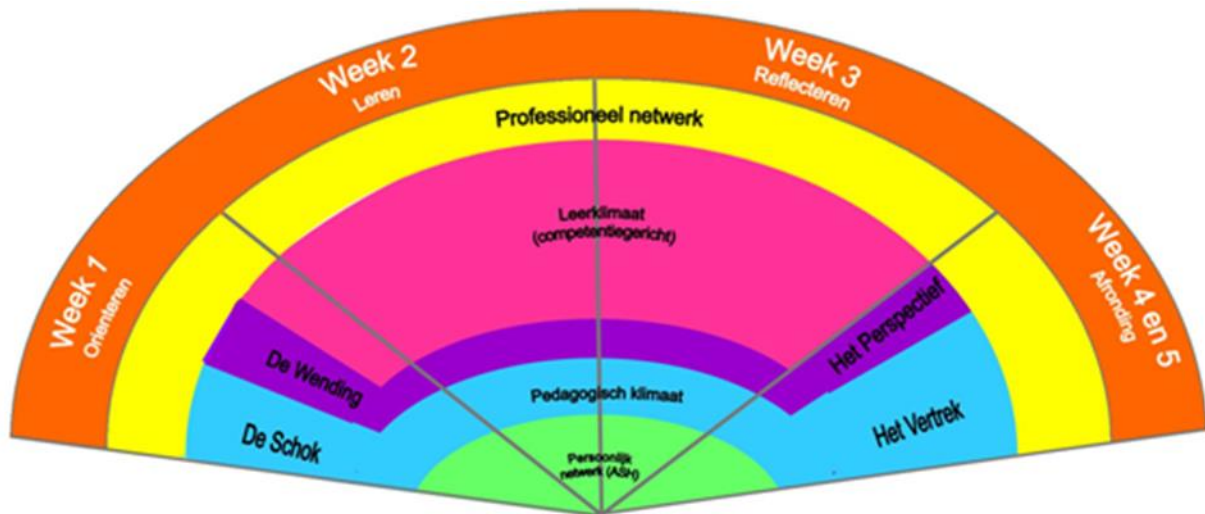 Week 1
Orienteren
Week 2
Leren
Week 3
Reflecteren
Week 4 en 5
Afronding
Professioneel netwerk
Leerklimaat
(competentiegericht)
De Wending
Het Perspectief
Pedagogisch klimaat
De Schok
Het Vertrek
Persoonlijk
netwerk (ASH)